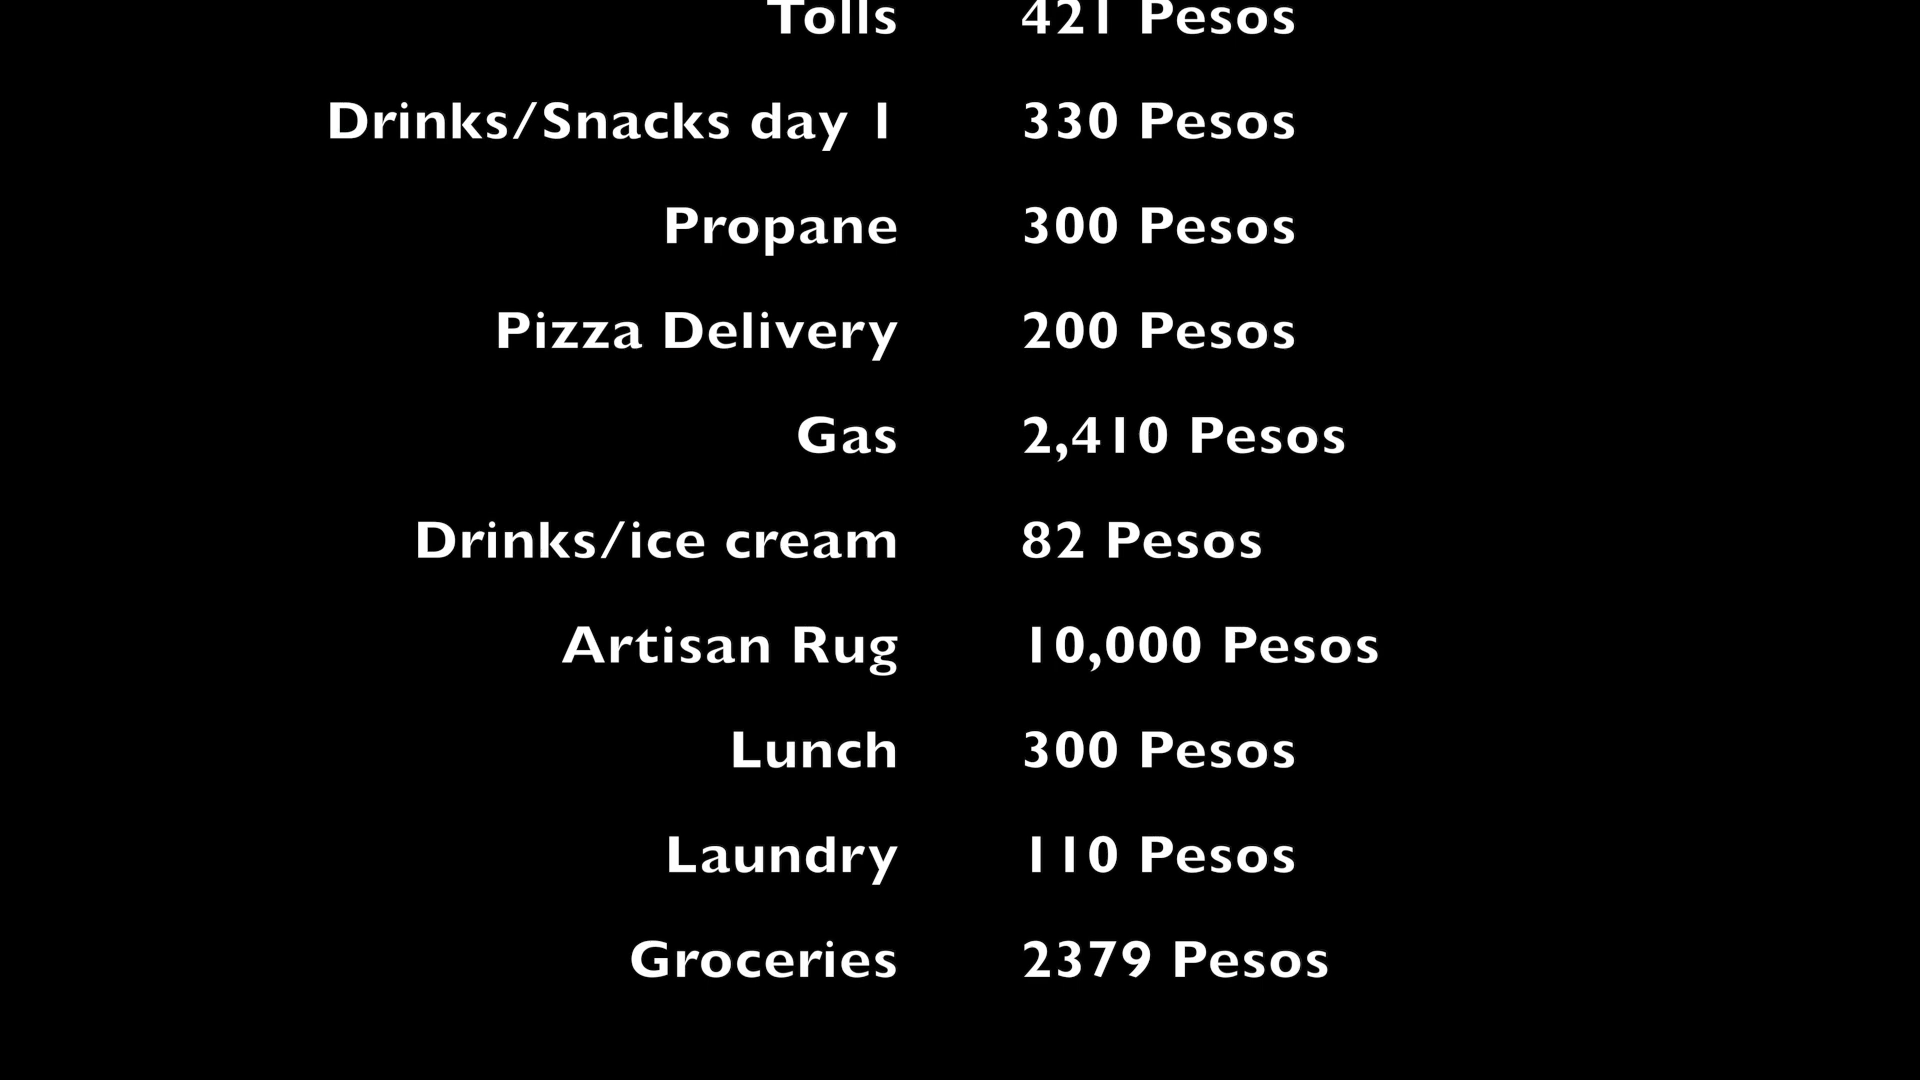 Tolls 421 Pesos
Drinks/Snacks day 1 330 Pesos
Propane 300 Pesos
Pizza Delivery 200 Pesos
Gas 2,410 Pesos
Drinks/ice cream 82 Pesos
Artisan Rug 10,000 Pesos
Lunch 300 Pesos
Laundry 110 Pesos
Groceries 2379 Pesos